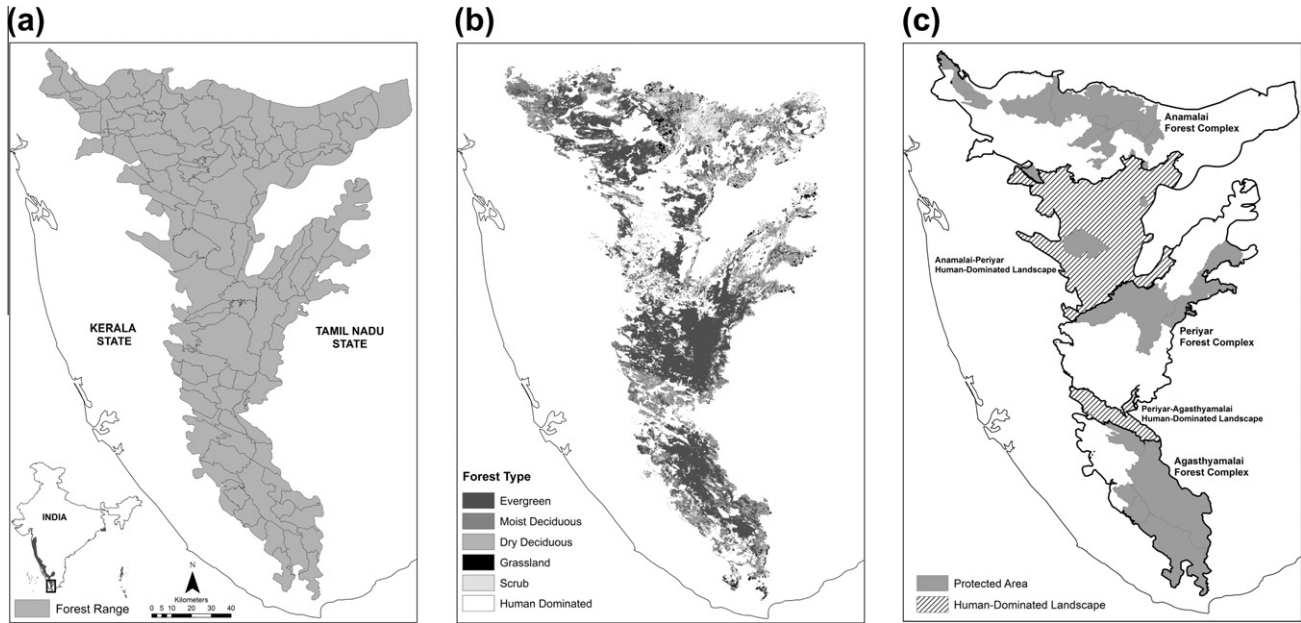 (a)
KERALA
STATE
TAMIL NADU
STATE
INDIA
N
Kilometers
0 5 10 20 30 40
Forest Range
(b)
Forest Type
Evergreen
Moist Deciduous
Dry Deciduous
Grassland
Scrub
Human Dominated
(c)
Anamalai
Forest Complex
Anamalai-Periyar
Human-Dominated Landscape
Periyar
Forest Complex
Periyar-Agasthyamalai
Human-Dominated Landscape
Agasthyamalai
Forest Complex
Protected Area
Human-Dominated Landscape